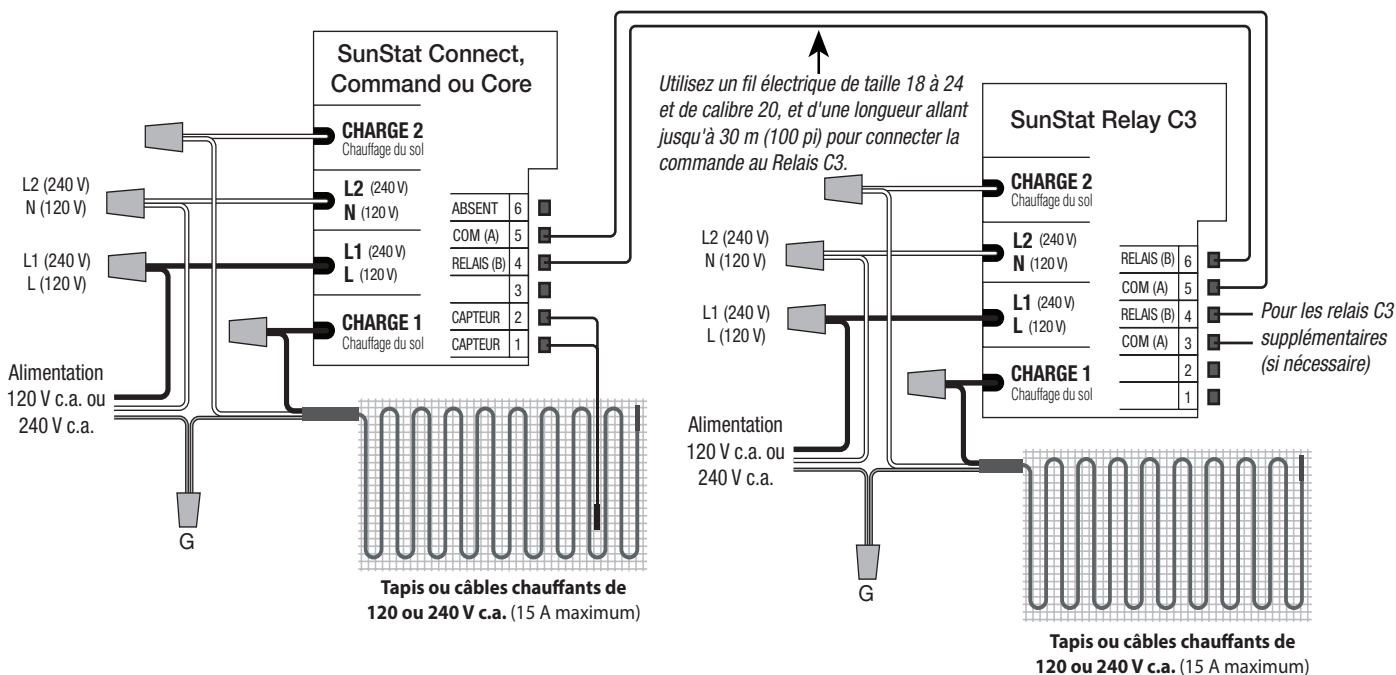 SunStat Connect,
Command ou Core
CHARGE 2
Chauffage du sol
L2 (240 V)
N (120 V)
L1 (240 V)
L (120 V)
CHARGE 1
Chauffage du sol
ABSENT 6
COM (A) 5
RELAIS (B) 4
3
CAPTEUR 2
CAPTEUR 1
L2 (240 V)
N (120 V)
L1 (240 V)
L (120 V)
Alimentation
120 V c.a. ou
240 V c.a.
G
Tapis ou câbles chauffants de
120 ou 240 V c.a. (15 A maximum)
Utilisez un fil électrique de taille 18 à 24
et de calibre 20, et d'une longueur allant
jusqu'à 30 m (100 pi) pour connecter la
commande au Relais C3.
SunStat Relay C3
CHARGE 2
Chauffage du sol
L2 (240 V)
N (120 V)
L1 (240 V)
L (120 V)
CHARGE 1
Chauffage du sol
RELAIS (B) 6
COM (A) 5
RELAIS (B) 4
COM (A) 3
2
1
Pour les relais C3
supplémentaires
(si nécessaire)
L2 (240 V)
N (120 V)
L1 (240 V)
L (120 V)
Alimentation
120 V c.a. ou
240 V c.a.
G
Tapis ou câbles chauffants de
120 ou 240 V c.a. (15 A maximum)